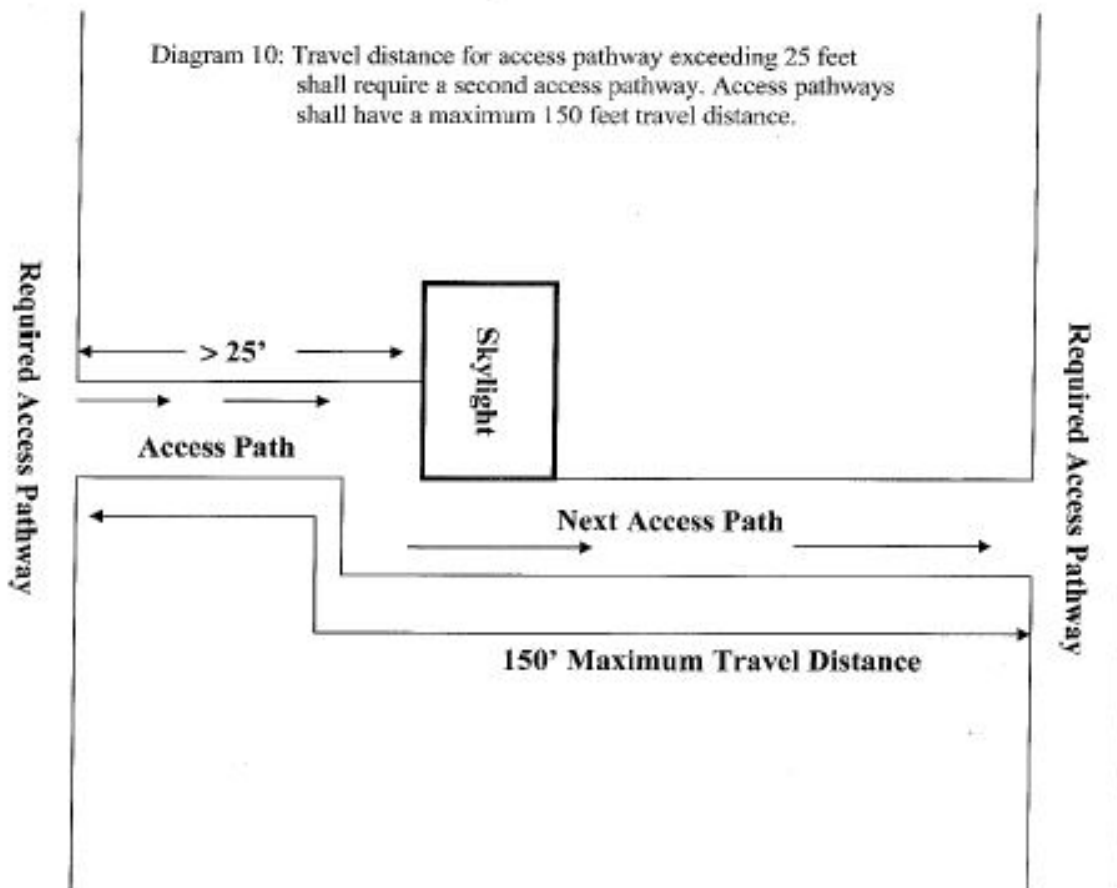 Diagram 10: Travel distance for access pathway exceeding 25 feet
shall require a second access pathway. Access pathways
shall have a maximum 150 feet travel distance.
Required Access Pathway
> 25’
Skylight
Access Path
Next Access Path
150’ Maximum Travel Distance
Required Access Pathway